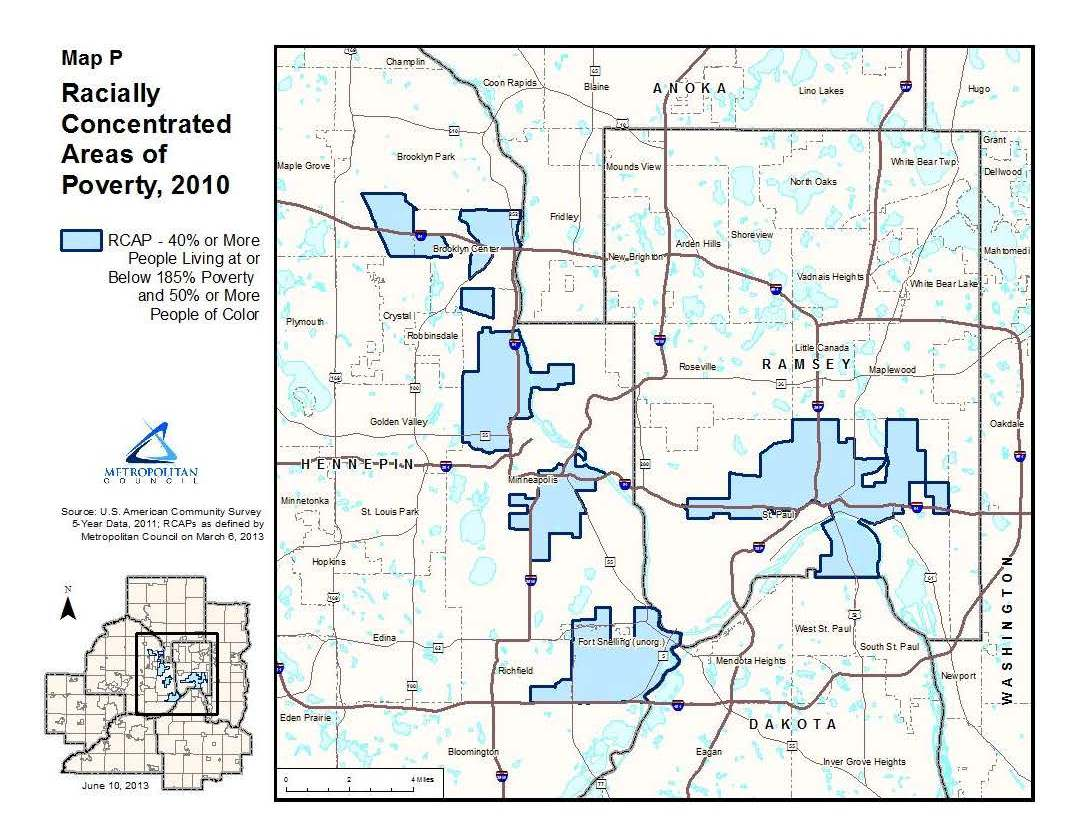 Map P
Racially
Concentrated
Areas of
Poverty, 2010
RCAP - 40% or More
People Living at or
Below 185% Poverty
and 50% or More
People of Color
METROPOLITAN
COUNCIL
Source: U.S. American Community Survey
5-Year Data, 2011; RCAPs as defined by
Metropolitan Council on March 6, 2013
N
June 10, 2013
Champlin
Coon Rapids
Blaine
ANOKA
Lino Lakes
Hugo
Maple Grove
Brooklyn Park
Mounds View
North Oaks
White Bear Twp.
Grant
Dellwood
Fridley
Brooklyn Center
New Brighton
Arden Hills
Shoreview
Mahtomedi
Vadnais Heights
White Bear Lake
Plymouth
Crystal
Robbinsdale
Little Canada
Roseville
RAMSEY
Maplewood
Golden Valley
Oakdale
HENNEPIN
Minneapolis
Minnetonka
St. Louis Park
St. Paul
Hopkins
WASHINGTON
Edina
Fort Snelling (unorg.)
West St. Paul
South St. Paul
Richfield
Mendota Heights
Newport
Eden Prairie
DAKOTA
Bloomington
Eagan
Inver Grove Heights
0 2 4 Miles